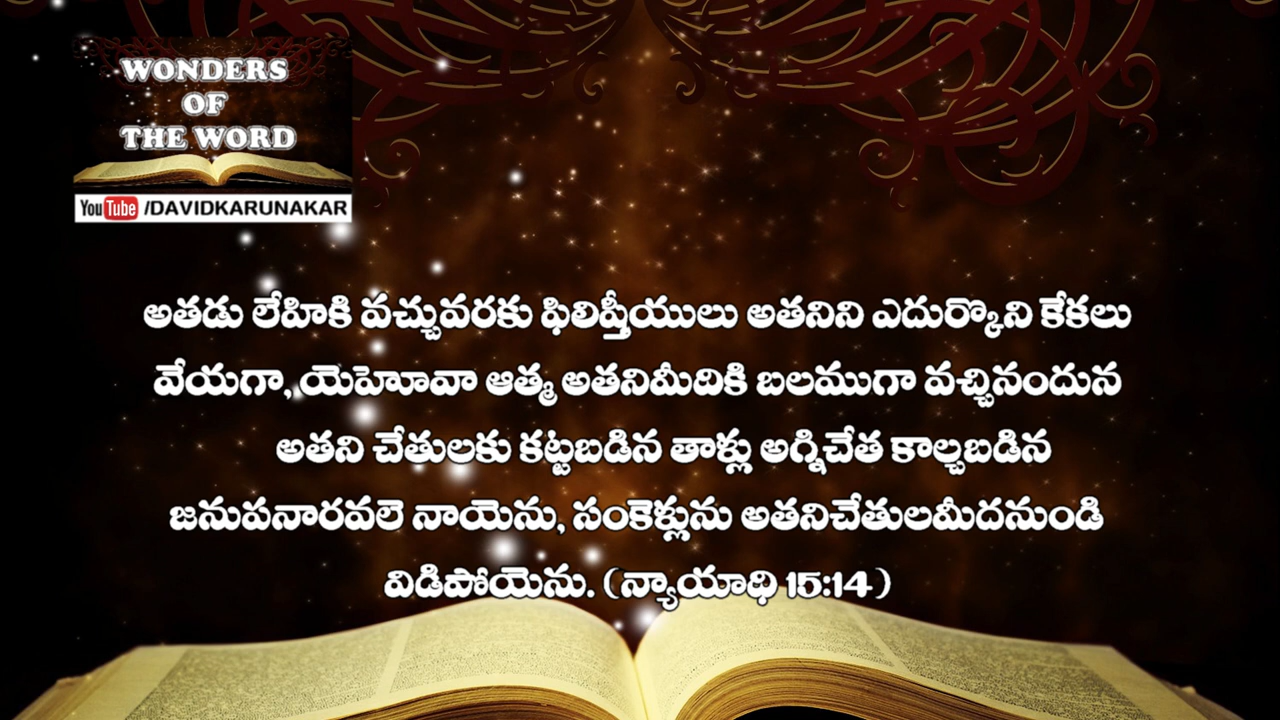 WONDERS
OF
THE WORD
YouTube /DAVIDKARUNAKAR
అతడు లేహికి వచ్చువరకు ఫిలిష్తీయులు అతనిని ఎదుర్కొని కేకలు
వేయగా, యెహోవా ఆత్మ అతనిమీదికి బలముగా వచ్చినందున
అతని చేతులకు కట్టబడిన తాళ్లు అగ్నిచేత కాల్చబడిన
జనుపనారవలె నాయెను, సంకెళ్లును అతనిచేతులమీదనుండి
విడిపోయెను. (న్యాయాధి 15:14)